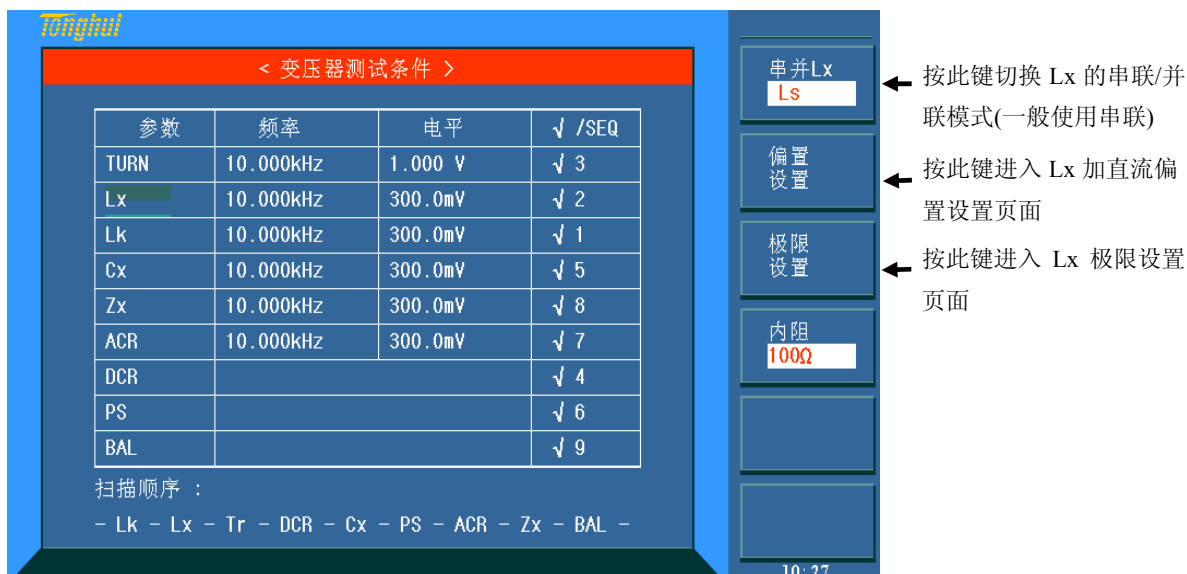 Tonghui
< 变压器测试条件 >
参数 频率 电平 √ /SEQ
TURN 10.000kHz 1.000 V √ 3
Lx 10.000kHz 300.0mV √ 2
Lk 10.000kHz 300.0mV √ 1
Cx 10.000kHz 300.0mV √ 5
Zx 10.000kHz 300.0mV √ 8
ACR 10.000kHz 300.0mV √ 7
DCR √ 4
PS √ 6
BAL √ 9
扫描顺序 :
- Lk - Lx - Tr - DCR - Cx - PS - ACR - Zx - BAL -
串并Lx
Ls
偏置
设置
极限
设置
内阻
100Ω
10:27
按此键切换 Lx 的串联/并
联模式(一般使用串联)
按此键进入 Lx 加直流偏
置设置页面
按此键进入 Lx 极限设置
页面